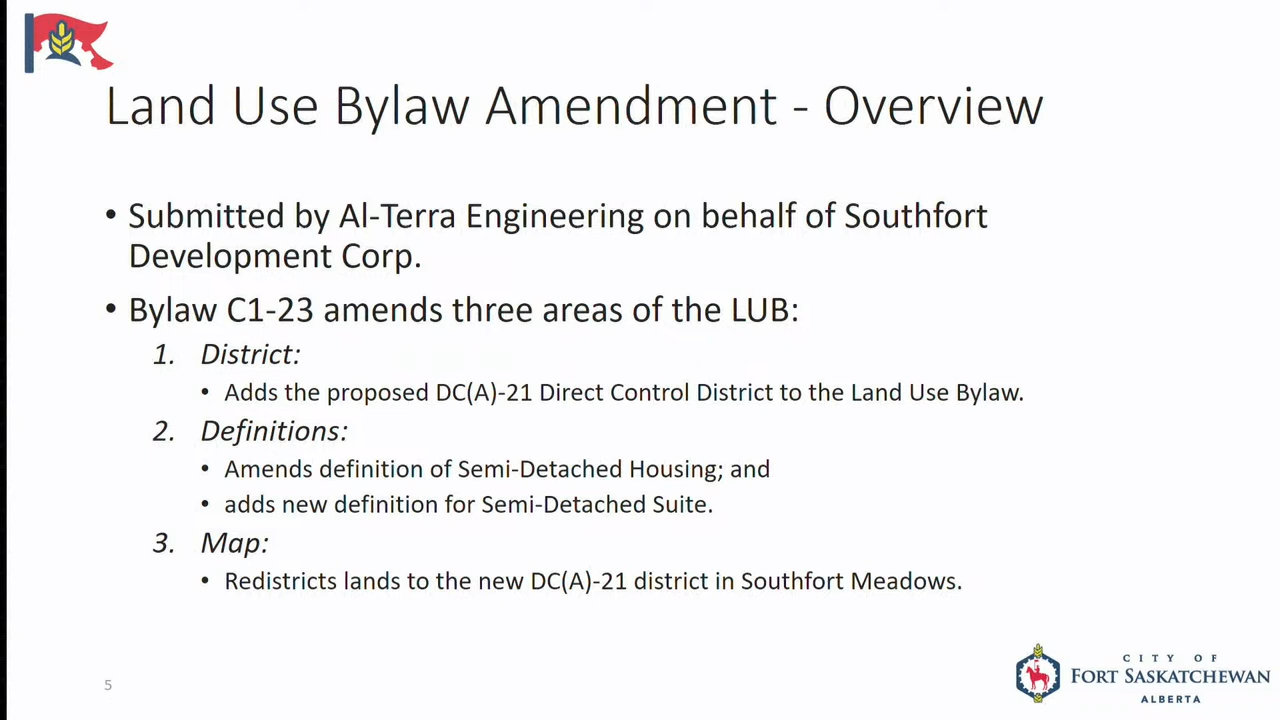 Land Use Bylaw Amendment - Overview
• Submitted by Al-Terra Engineering on behalf of Southfort
Development Corp.
• Bylaw C1-23 amends three areas of the LUB:
1. District:
• Adds the proposed DC(A)-21 Direct Control District to the Land Use Bylaw.
2. Definitions:
• Amends definition of Semi-Detached Housing; and
• adds new definition for Semi-Detached Suite.
3. Map:
• Redistricts lands to the new DC(A)-21 district in Southfort Meadows.
5
CITY OF
FORT SASKATCHEWAN
ALBERTA